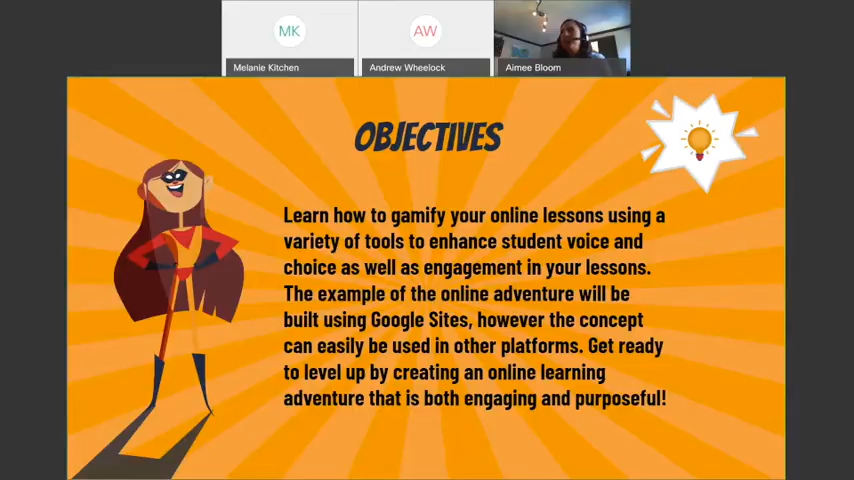 MK
AW
Melanie Kitchen
Andrew Wheelock
Aimee Bloom
OBJECTIVES
Learn how to gamify your online lessons using a
variety of tools to enhance student voice and
choice as well as engagement in your lessons.
The example of the online adventure will be
built using Google Sites, however the concept
can easily be used in other platforms. Get ready
to level up by creating an online learning
adventure that is both engaging and purposeful!